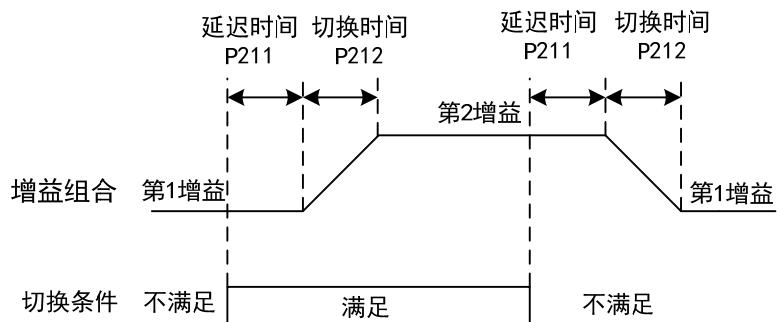 延迟时间 切换时间 延迟时间 切换时间
P211 P212 P211 P212
第2增益
增益组合 第1增益 第1增益
切换条件 不满足 满足 不满足